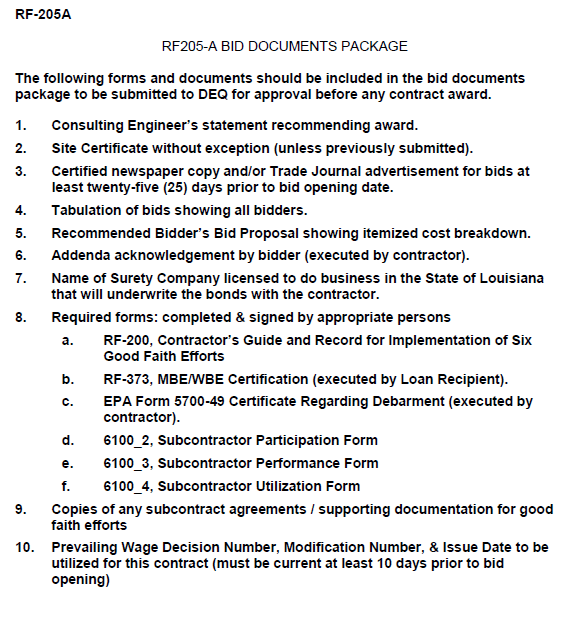 RF-205A
RF205-A BID DOCUMENTS PACKAGE
The following forms and documents should be included in the bid documents
package to be submitted to DEQ for approval before any contract award.
1. Consulting Engineer's statement recommending award.
2. Site Certificate without exception (unless previously submitted).
3. Certified newspaper copy and/or Trade Journal advertisement for bids at
least twenty-five (25) days prior to bid opening date.
4. Tabulation of bids showing all bidders.
5. Recommended Bidder's Bid Proposal showing itemized cost breakdown.
6. Addenda acknowledgement by bidder (executed by contractor).
7. Name of Surety Company licensed to do business in the State of Louisiana
that will underwrite the bonds with the contractor.
8. Required forms: completed & signed by appropriate persons
a. RF-200, Contractor's Guide and Record for Implementation of Six
Good Faith Efforts
b. RF-373, MBE/WBE Certification (executed by Loan Recipient).
c. EPA Form 5700-49 Certificate Regarding Debarment (executed by
contractor).
d. 6100_2, Subcontractor Participation Form
e. 6100_3, Subcontractor Performance Form
f. 6100_4, Subcontractor Utilization Form
9. Copies of any subcontract agreements / supporting documentation for good
faith efforts
10. Prevailing Wage Decision Number, Modification Number, & Issue Date to be
utilized for this contract (must be current at least 10 days prior to bid
opening)